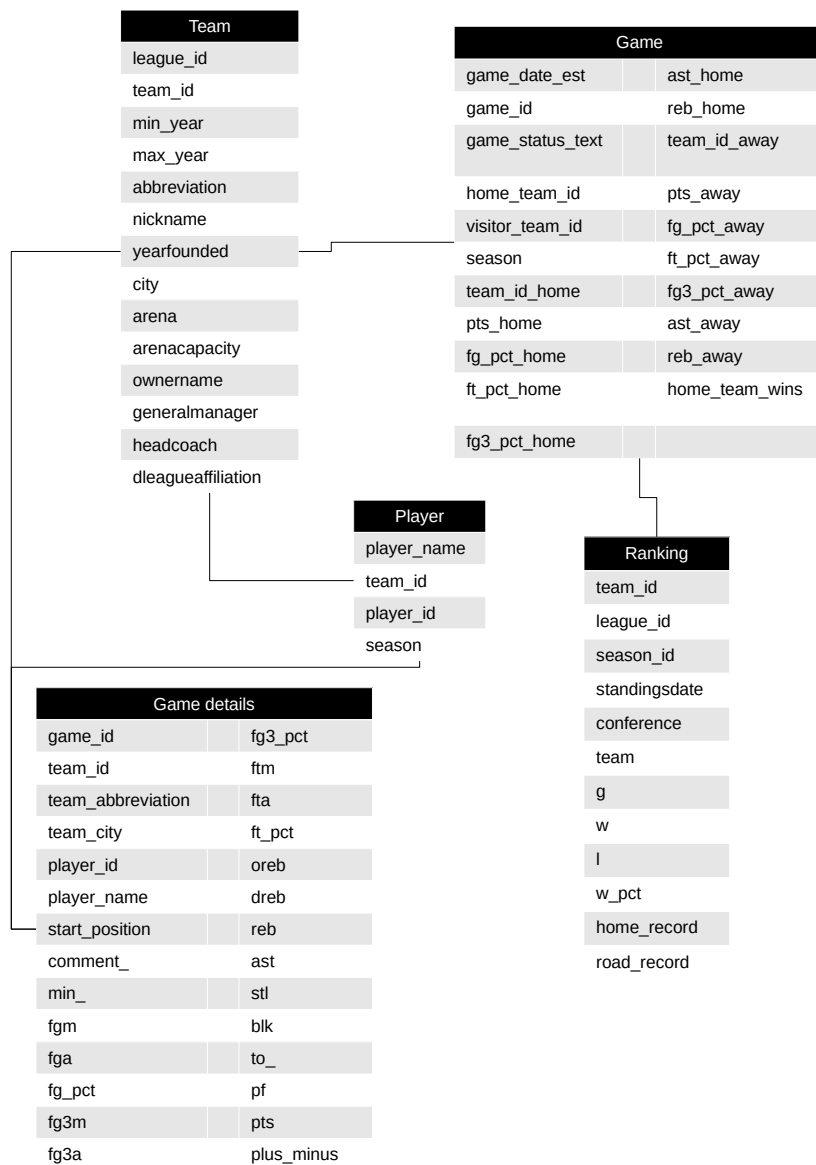 Team
league_id
team_id
min_year
max_year
abbreviation
nickname
yearfounded
city
arena
arenacapacity
ownername
generalmanager
headcoach
dleagueaffiliation
Game
game_date_est ast_home
game_id reb_home
game_status_text team_id_away
home_team_id pts_away
visitor_team_id fg_pct_away
season ft_pct_away
team_id_home fg3_pct_away
pts_home ast_away
fg_pct_home reb_away
ft_pct_home home_team_wins
fg3_pct_home
Player
player_name
team_id
player_id
season
Ranking
team_id
league_id
season_id
standingsdate
conference
team
g
w
l
w_pct
home_record
road_record
Game details
game_id fg3_pct
team_id ftm
team_abbreviation fta
team_city ft_pct
player_id oreb
player_name dreb
start_position reb
comment_ ast
min_ stl
fgm blk
fga to_
fg_pct pf
fg3m pts
fg3a plus_minus